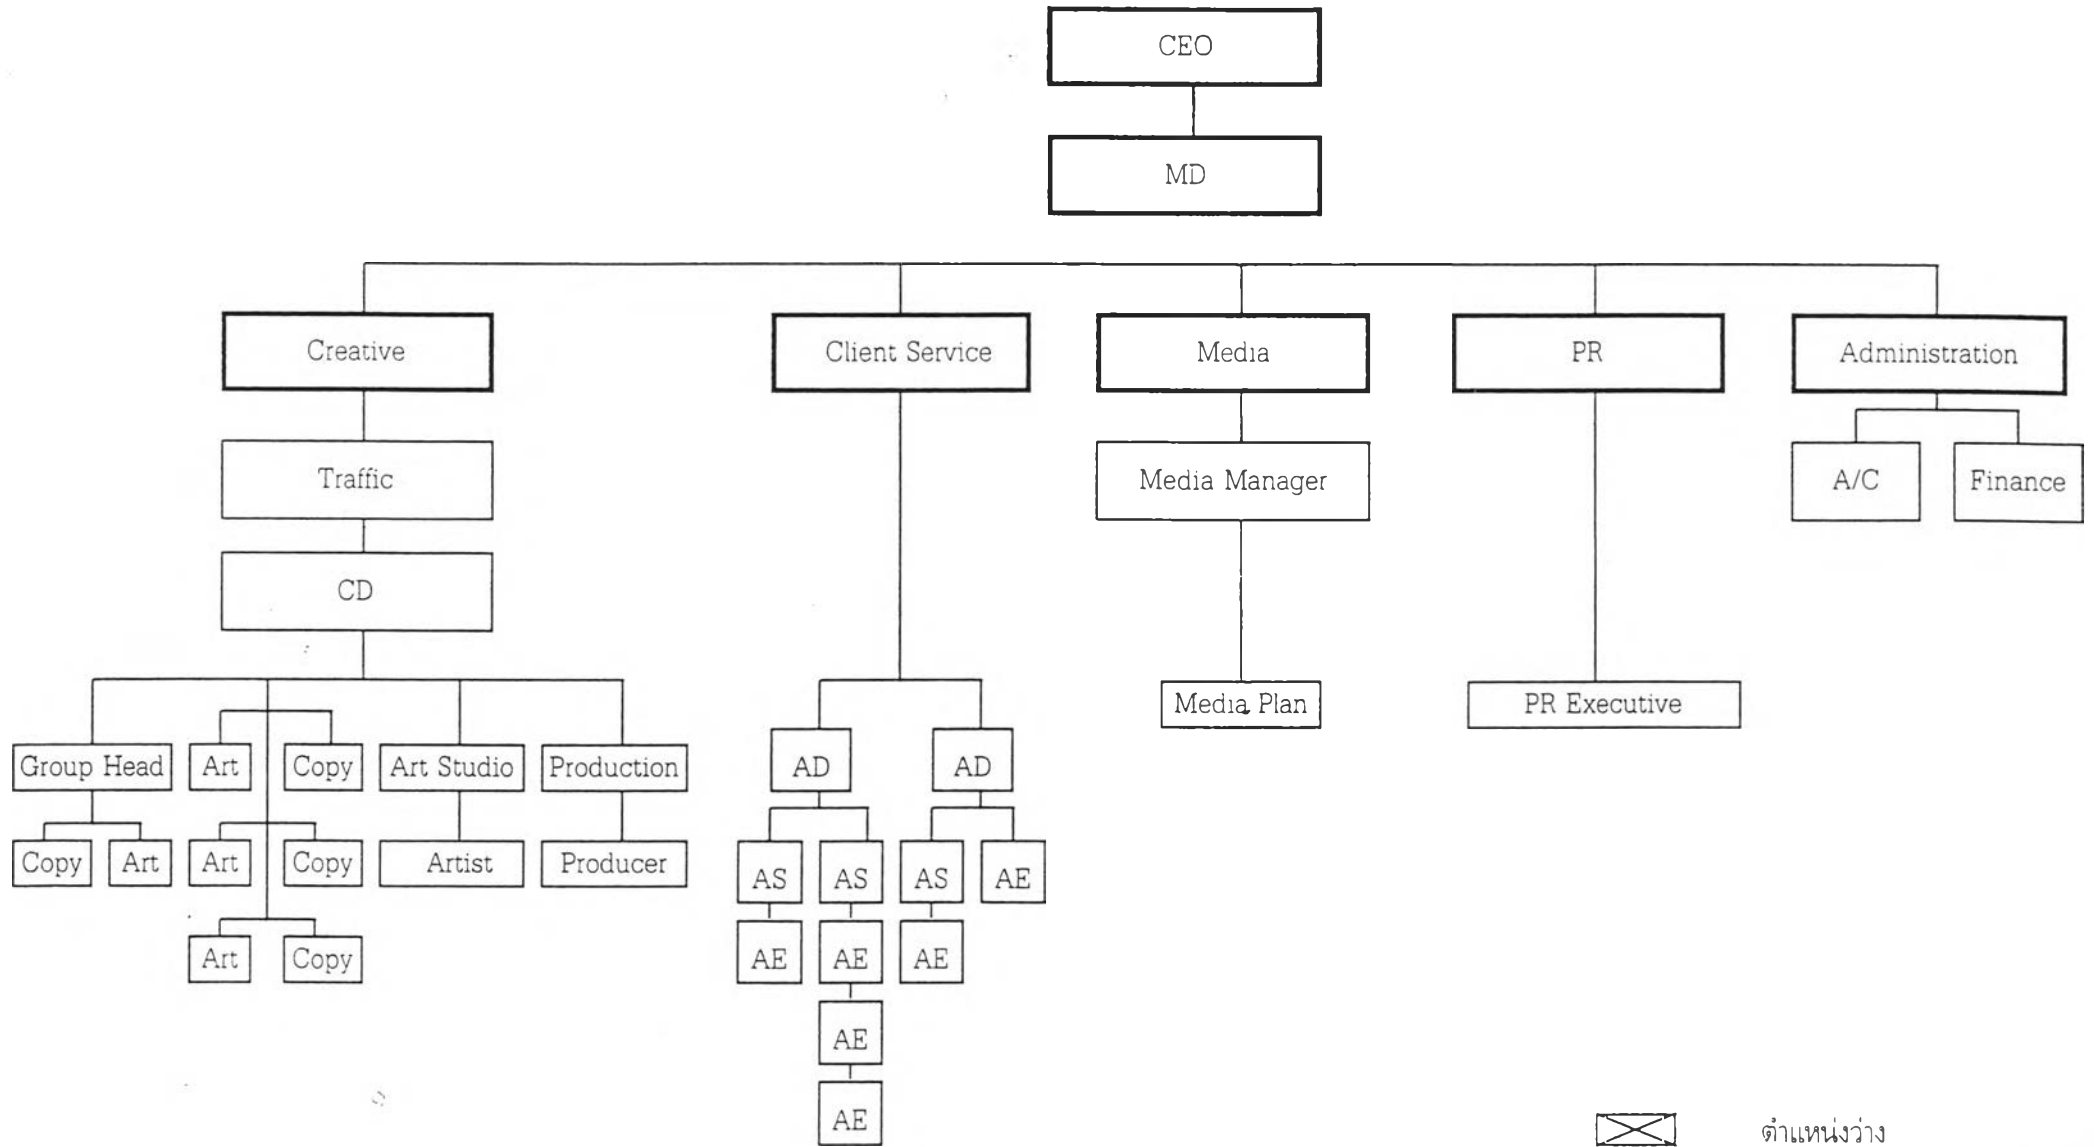 CEO
MD
Creative
Client Service
Media
PR
Administration
Traffic
Media Manager
A/C
Finance
CD
Media Plan
PR Executive
Group Head
Art
Copy
Art Studio
Production
AD
AD
Copy
Art
Art
Copy
Artist
Producer
AS
AS
AS
AE
Art
Copy
AE
AE
AE
AE
AE
ตำแหน่งว่าง